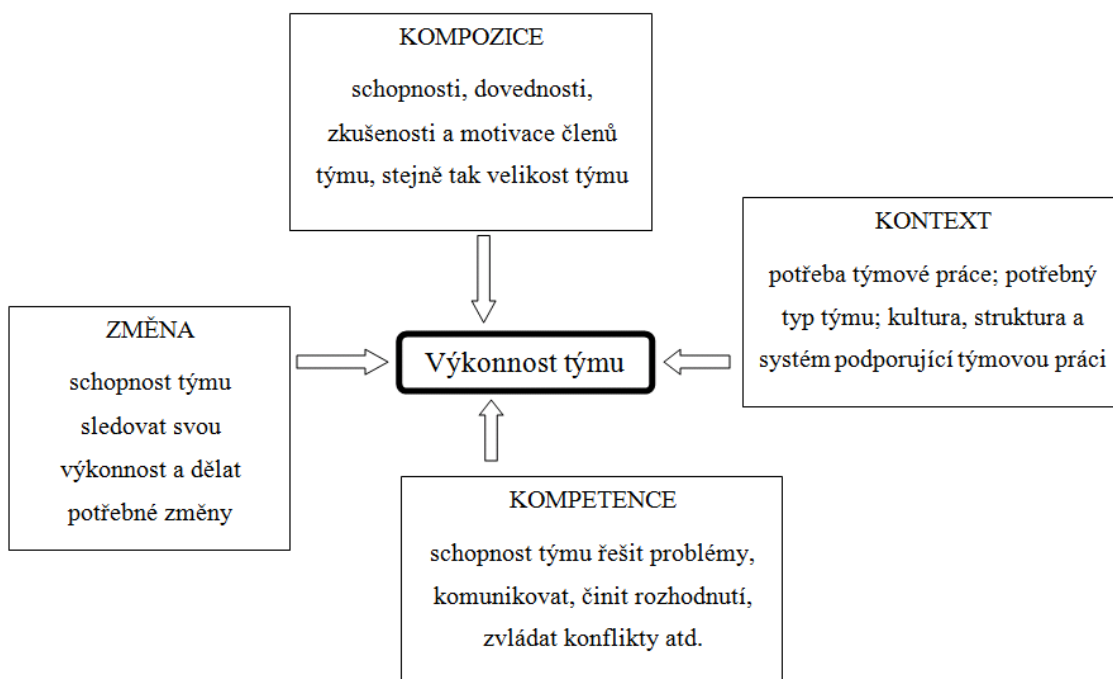 KOMPOZICE
schopnosti, dovednosti,
zkušenosti a motivace členů
týmu, stejně tak velikost týmu
KONTEXT
potřeba týmové práce; potřebný
typ týmu; kultura, struktura a
systém podporující týmovou práci
ZMĚNA
schopnost týmu
sledovat svou
výkonnost a dělat
potřebné změny
Výkonnost týmu
KOMPETENCE
schopnost týmu řešit problémy,
komunikovat, činit rozhodnutí,
zvládat konflikty atd.